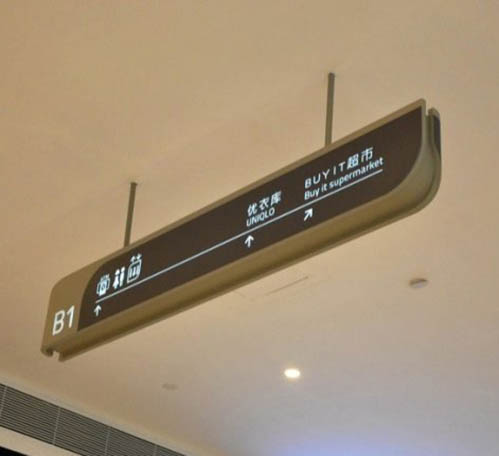 B1
优衣库
UNIQLO
BUYIT超市
Buy it supermarket